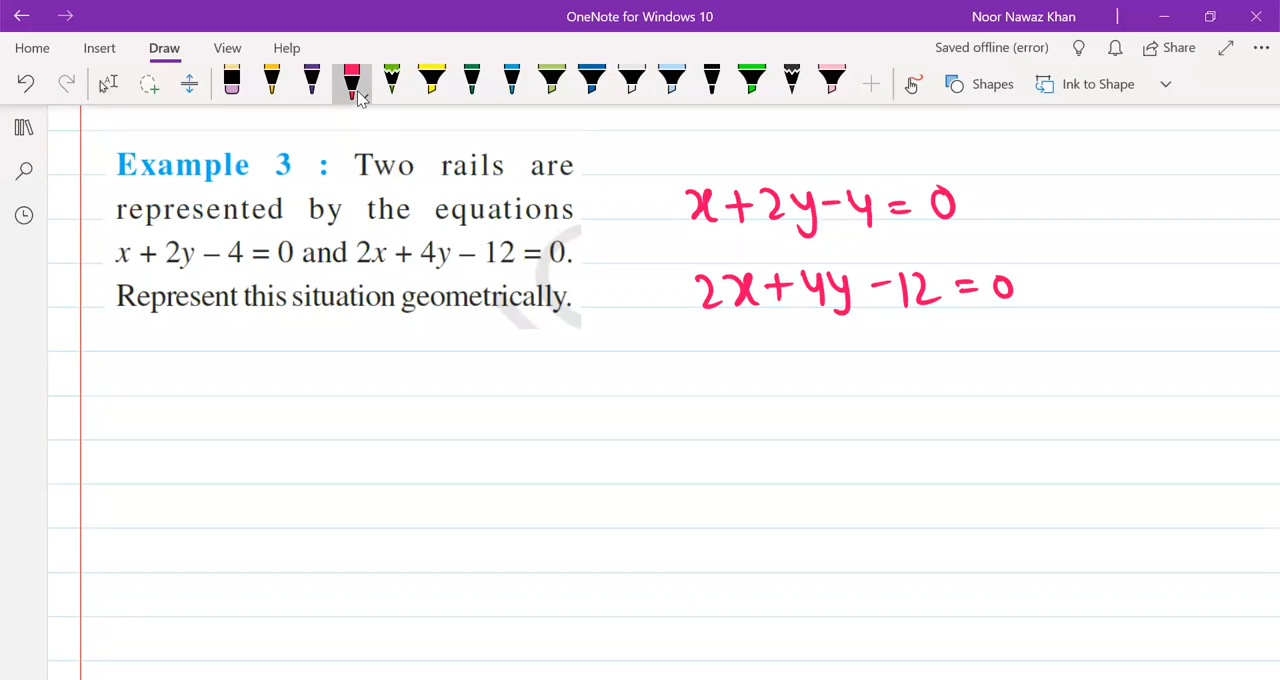 OneNote for Windows 10
Noor Nawaz Khan
Home Insert Draw View Help
Saved offline (error)
Share
Shapes
Ink to Shape
Example 3 : Two rails are
represented by the equations
x + 2y – 4 = 0 and 2x + 4y – 12 = 0.
Represent this situation geometrically.
x+2y-4=0
2x+4y-12=0